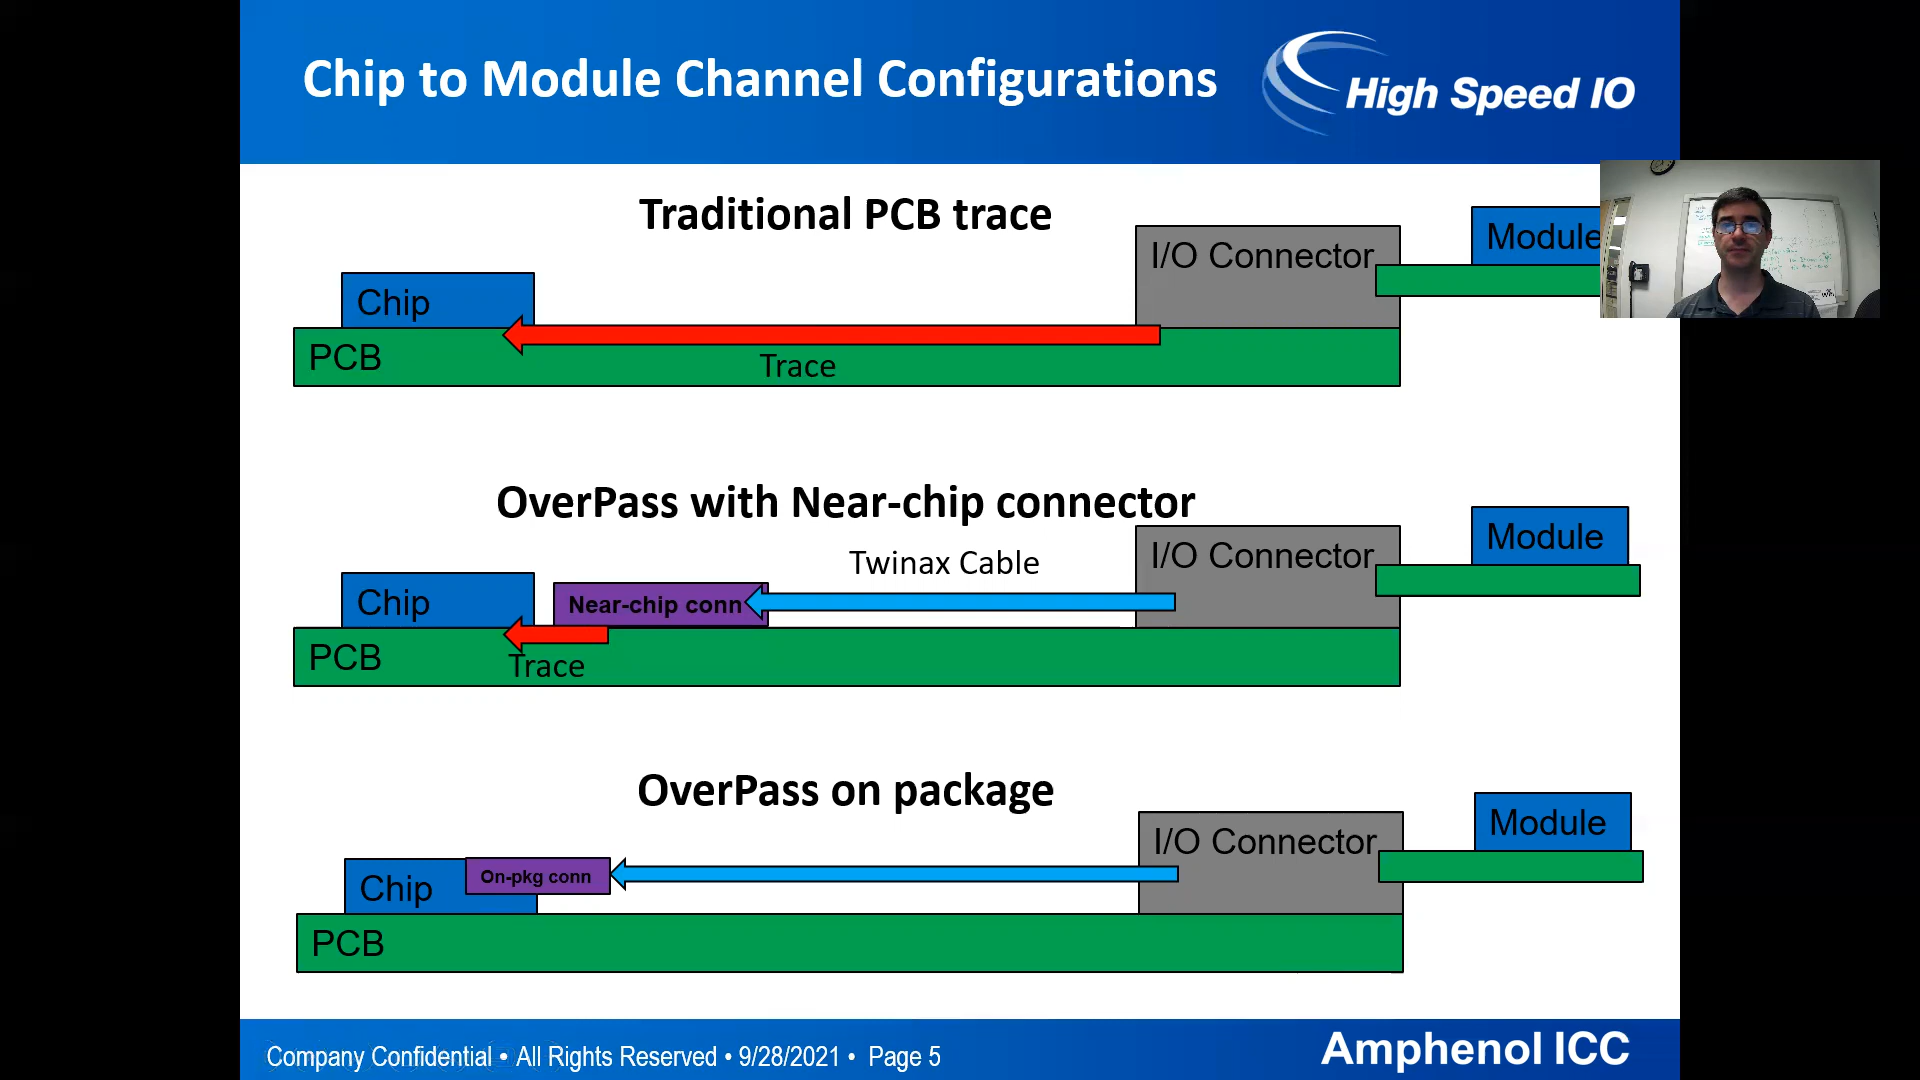 Chip to Module Channel Configurations
High Speed IO
Traditional PCB trace
I/O Connector
Module
Chip
PCB
Trace
OverPass with Near-chip connector
Twinax Cable
I/O Connector
Module
Chip
Near-chip conn
PCB
Trace
OverPass on package
I/O Connector
Module
Chip
On-pkg conn
PCB
Company Confidential • All Rights Reserved • 9/28/2021 • Page 5
Amphenol ICC